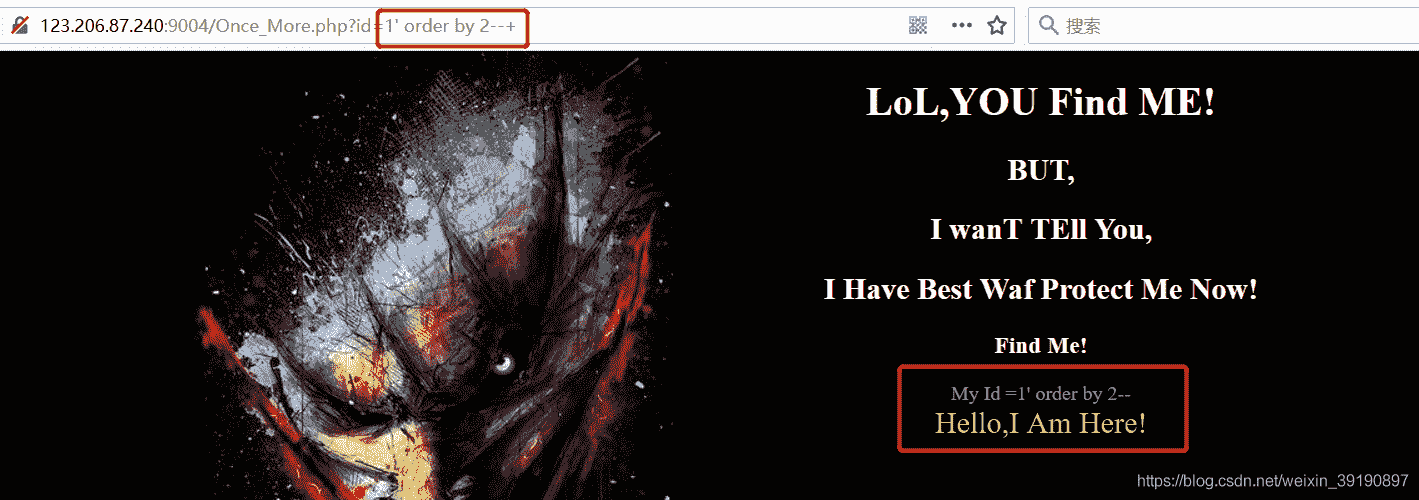 123.206.87.240:9004/Once_More.php?id=1' order by 2--+
搜索
LoL,YOU Find ME!
BUT,
I wanT TEll You,
I Have Best Waf Protect Me Now!
Find Me!
My Id =1' order by 2--
Hello,I Am Here!
https://blog.csdn.net/weixin_39190897